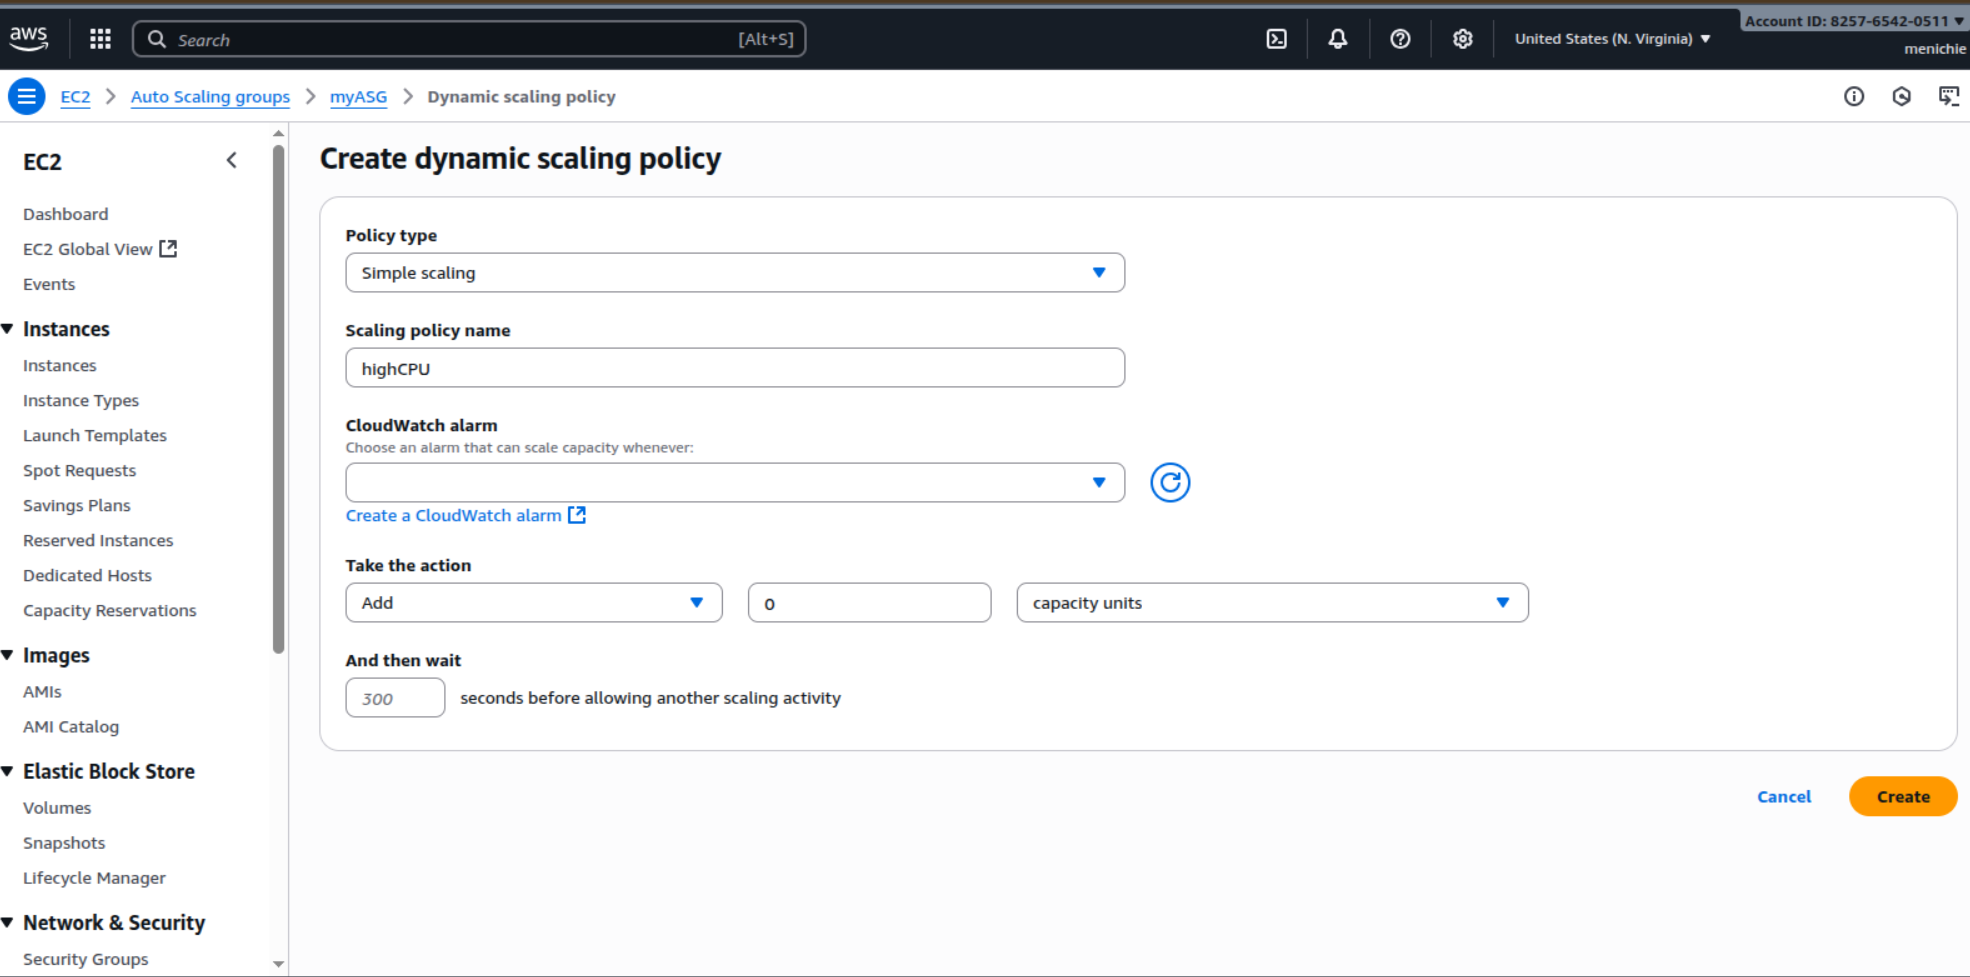 aws
Search [Alt+S]
United States (N. Virginia)
Account ID: 8257-6542-0511
menichie
EC2 > Auto Scaling groups > myASG > Dynamic scaling policy
EC2
Dashboard
EC2 Global View
Events
Instances
Instances
Instance Types
Launch Templates
Spot Requests
Savings Plans
Reserved Instances
Dedicated Hosts
Capacity Reservations
Images
AMIs
AMI Catalog
Elastic Block Store
Volumes
Snapshots
Lifecycle Manager
Network & Security
Security Groups
Create dynamic scaling policy
Policy type
Simple scaling
Scaling policy name
highCPU
CloudWatch alarm
Choose an alarm that can scale capacity whenever:
Create a CloudWatch alarm
Take the action
Add 0 capacity units
And then wait
300 seconds before allowing another scaling activity
Cancel Create